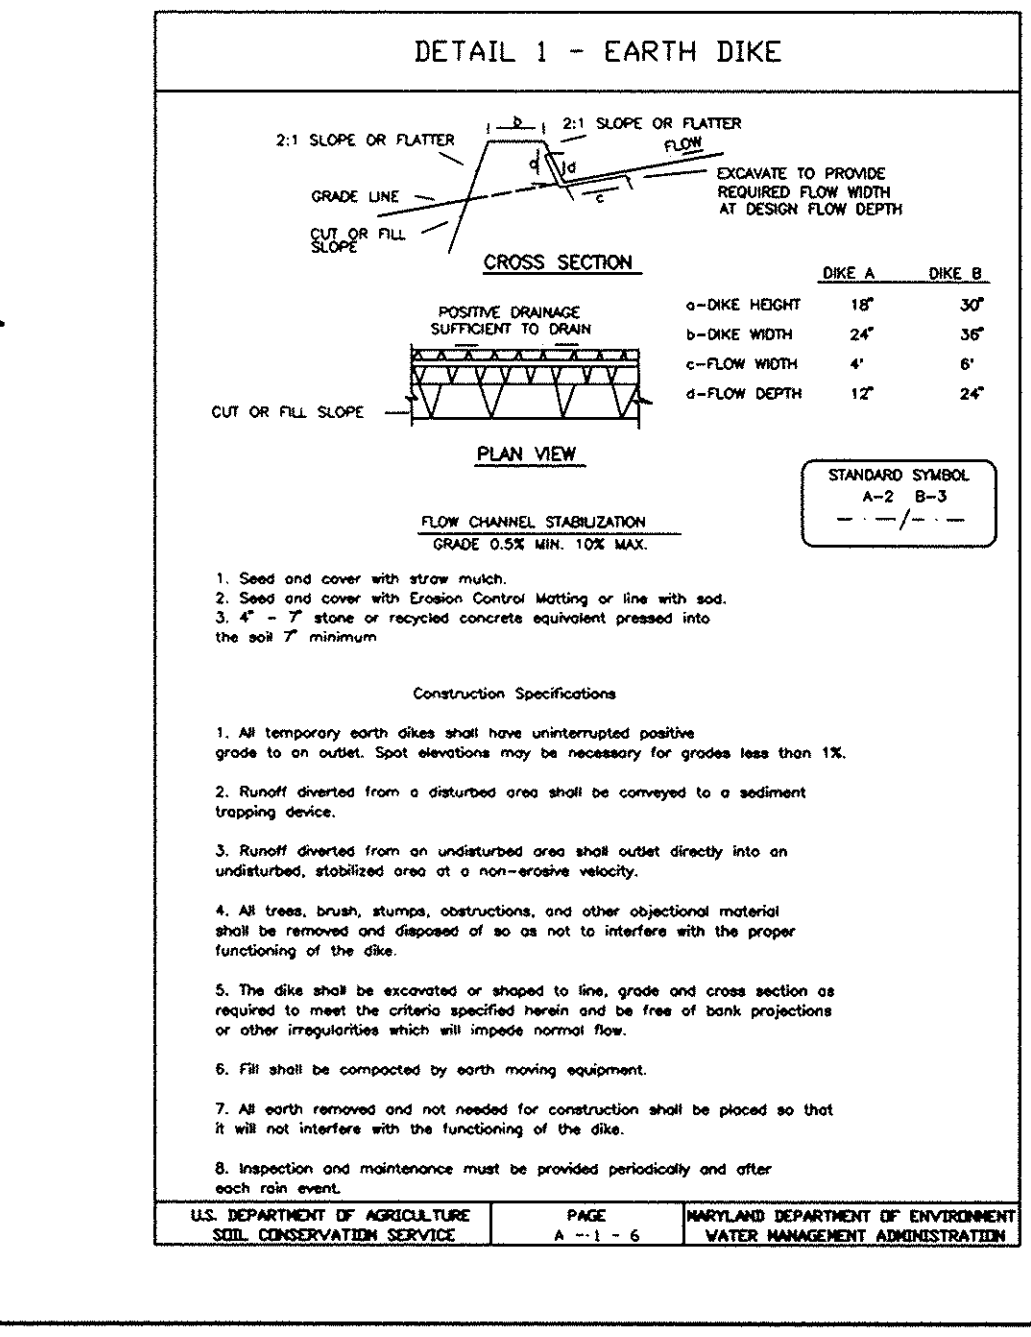 DETAIL 1 - EARTH DIKE
b
2:1 SLOPE OR FLATTER
2:1 SLOPE OR FLATTER
FLOW
d
d
EXCAVATE TO PROVIDE
REQUIRED FLOW WIDTH
AT DESIGN FLOW DEPTH
GRADE LINE
c
CUT OR FILL
SLOPE
CROSS SECTION
DIKE A DIKE B
a-DIKE HEIGHT 18" 30"
b-DIKE WIDTH 24" 36"
c-FLOW WIDTH 4' 6'
d-FLOW DEPTH 12" 24"
POSITIVE DRAINAGE
SUFFICIENT TO DRAIN
CUT OR FILL SLOPE
PLAN VIEW
STANDARD SYMBOL
A-2 B-3
FLOW CHANNEL STABILIZATION
GRADE 0.5% MIN. 10% MAX.
1. Seed and cover with straw mulch.
2. Seed and cover with Erosion Control Matting or line with sod.
3. 4" - 7" stone or recycled concrete equivalent pressed into
the soil 7" minimum
Construction Specifications
1. All temporary earth dikes shall have uninterrupted positive
grade to an outlet. Spot elevations may be necessary for grades less than 1%.
2. Runoff diverted from a disturbed area shall be conveyed to a sediment
trapping device.
3. Runoff diverted from an undisturbed area shall outlet directly into an
undisturbed, stabilized area at a non-erosive velocity.
4. All trees, brush, stumps, obstructions, and other objectional material
shall be removed and disposed of so as not to interfere with the proper
functioning of the dike.
5. The dike shall be excavated or shaped to line, grade and cross section as
required to meet the criteria specified herein and be free of bank projections
or other irregularities which will impede normal flow.
6. Fill shall be compacted by earth moving equipment.
7. All earth removed and not needed for construction shall be placed so that
it will not interfere with the functioning of the dike.
8. Inspection and maintenance must be provided periodically and after
each rain event.
U.S. DEPARTMENT OF AGRICULTURE
SOIL CONSERVATION SERVICE
PAGE
A - 1 - 6
MARYLAND DEPARTMENT OF ENVIRONMENT
WATER MANAGEMENT ADMINISTRATION